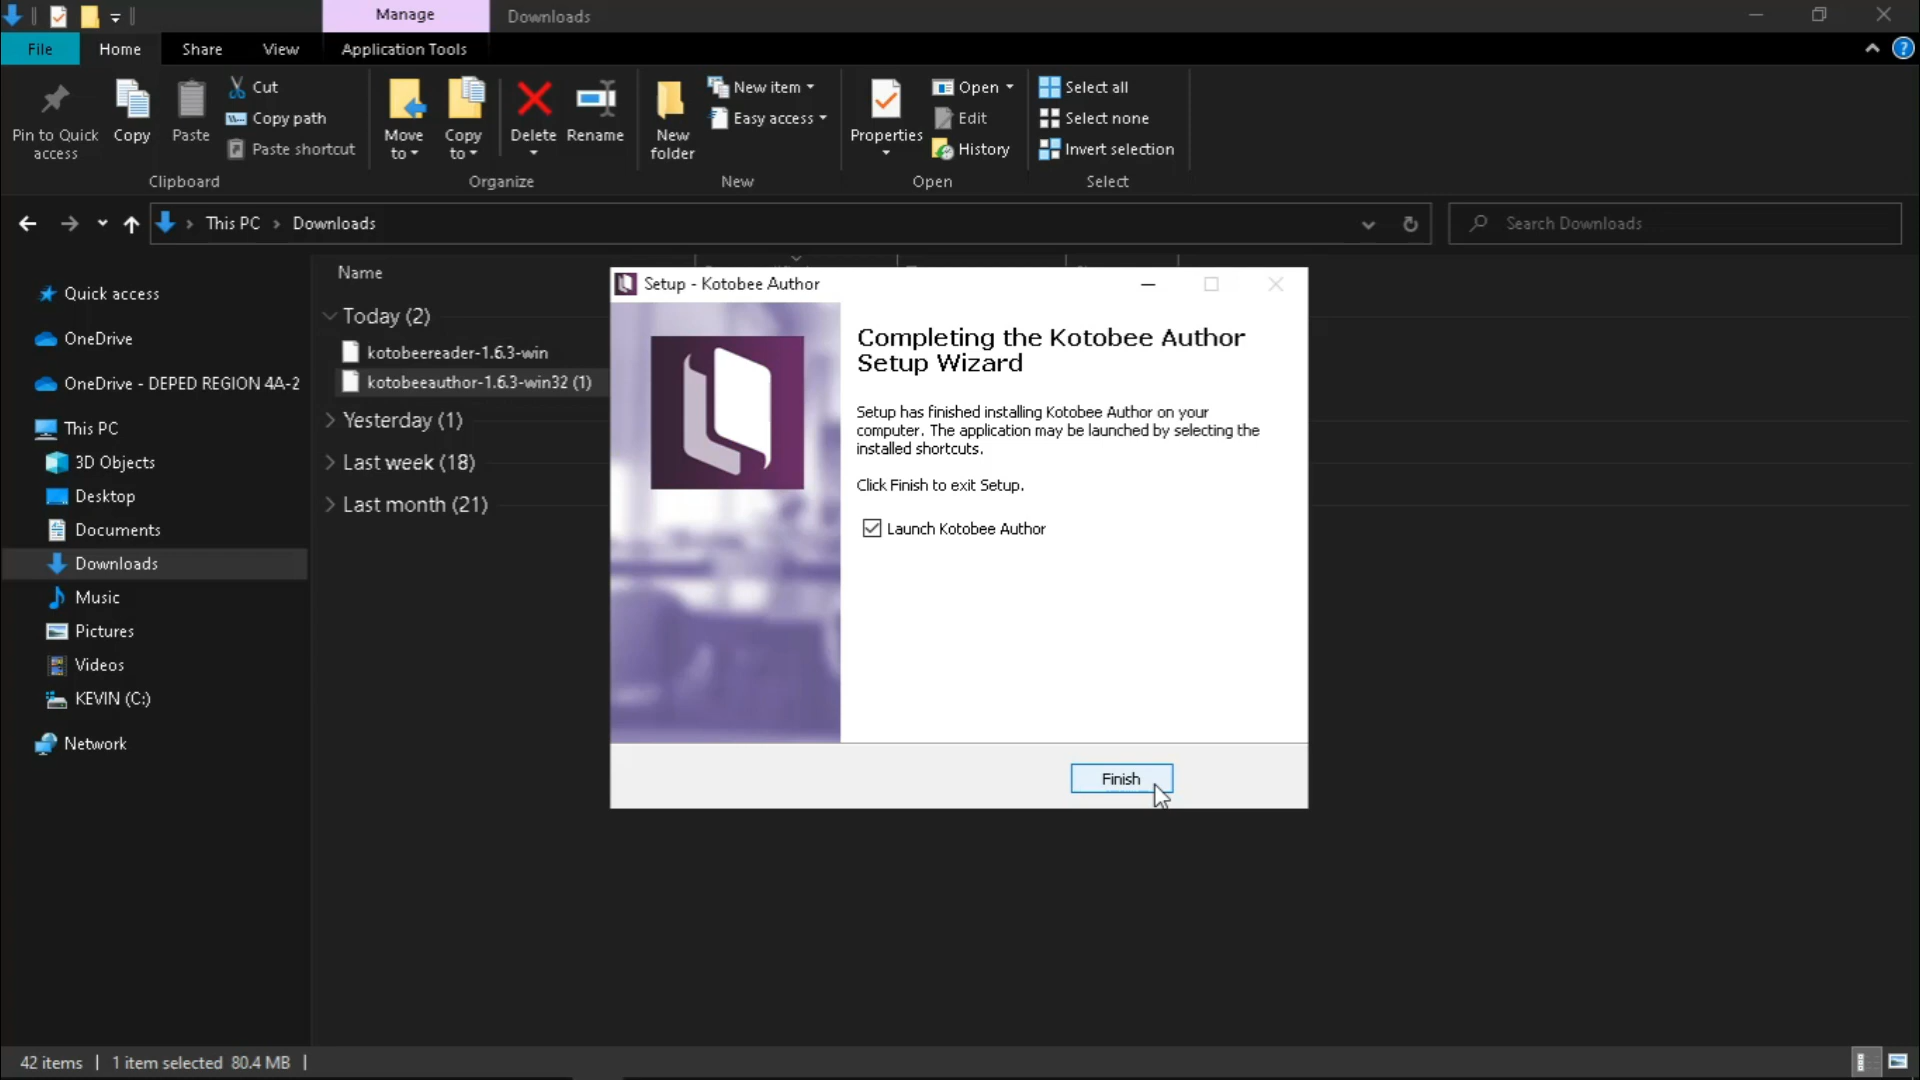 Manage
Downloads
File
Home
Share
View
Application Tools
Pin to Quick
access
Copy
Paste
Cut
Copy path
Paste shortcut
Clipboard
Move
to
Copy
to
Delete
Rename
Organize
New
folder
New item
Easy access
New
Properties
Open
Edit
History
Open
Select all
Select none
Invert selection
Select
This PC
Downloads
Search Downloads
Quick access
OneDrive
OneDrive - DEPED REGION 4A-2
This PC
3D Objects
Desktop
Documents
Downloads
Music
Pictures
Videos
KEVIN (C:)
Network
Name
Today (2)
kotobeereader-1.6.3-win
kotobeeauthor-1.6.3-win32 (1)
Yesterday (1)
Last week (18)
Last month (21)
Setup - Kotobee Author
Completing the Kotobee Author
Setup Wizard
Setup has finished installing Kotobee Author on your
computer. The application may be launched by selecting the
installed shortcuts.
Click Finish to exit Setup.
Launch Kotobee Author
Finish
42 items
1 item selected 80.4 MB